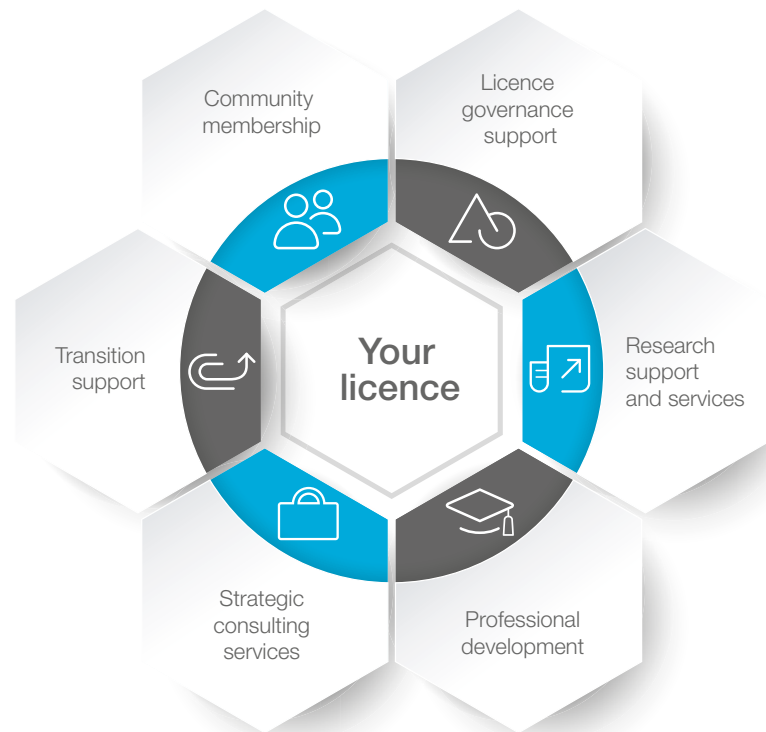 Community
membership
Licence
governance
support
Transition
support
Your
licence
Research
support
and services
Strategic
consulting
services
Professional
development